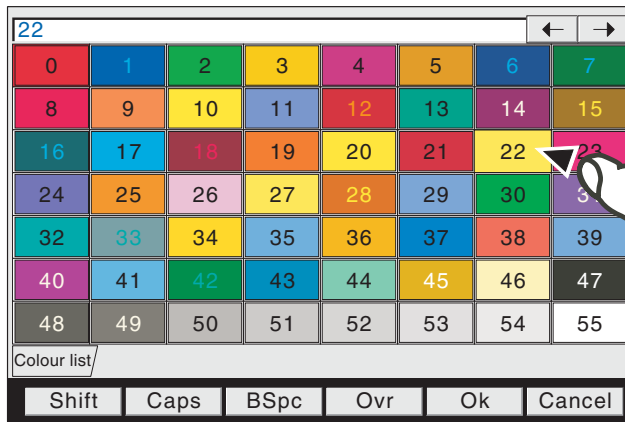 22 ← →
0 1 2 3 4 5 6 7
8 9 10 11 12 13 14 15
16 17 18 19 20 21 22 23
24 25 26 27 28 29 30 31
32 33 34 35 36 37 38 39
40 41 42 43 44 45 46 47
48 49 50 51 52 53 54 55
Colour list
Shift Caps BSpc Ovr Ok Cancel